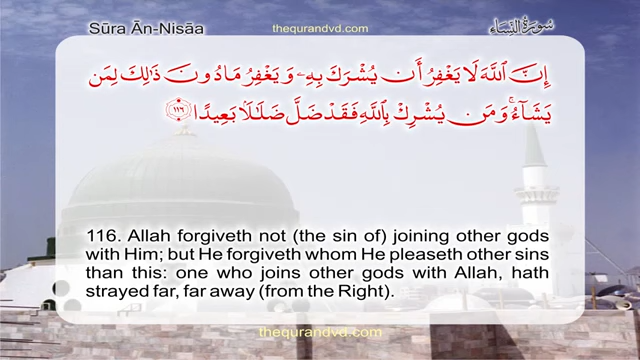 Sūra Ān-Nisāa
thequrandvd.com
سورة النساء
إِنَّ ٱللَّهَ لَا يَغْفِرُ أَن يُشْرَكَ بِهِۦ وَيَغْفِرُ مَا دُونَ ذَٰلِكَ لِمَن
يَشَآءُ ۚ وَمَن يُشْرِكْ بِٱللَّهِ فَقَدْ ضَلَّ ضَلَٰلًۢا بَعِيدًا ١١٦
116. Allah forgiveth not (the sin of) joining other gods
with Him; but He forgiveth whom He pleaseth other sins
than this: one who joins other gods with Allah, hath
strayed far, far away (from the Right).
thequrandvd.com